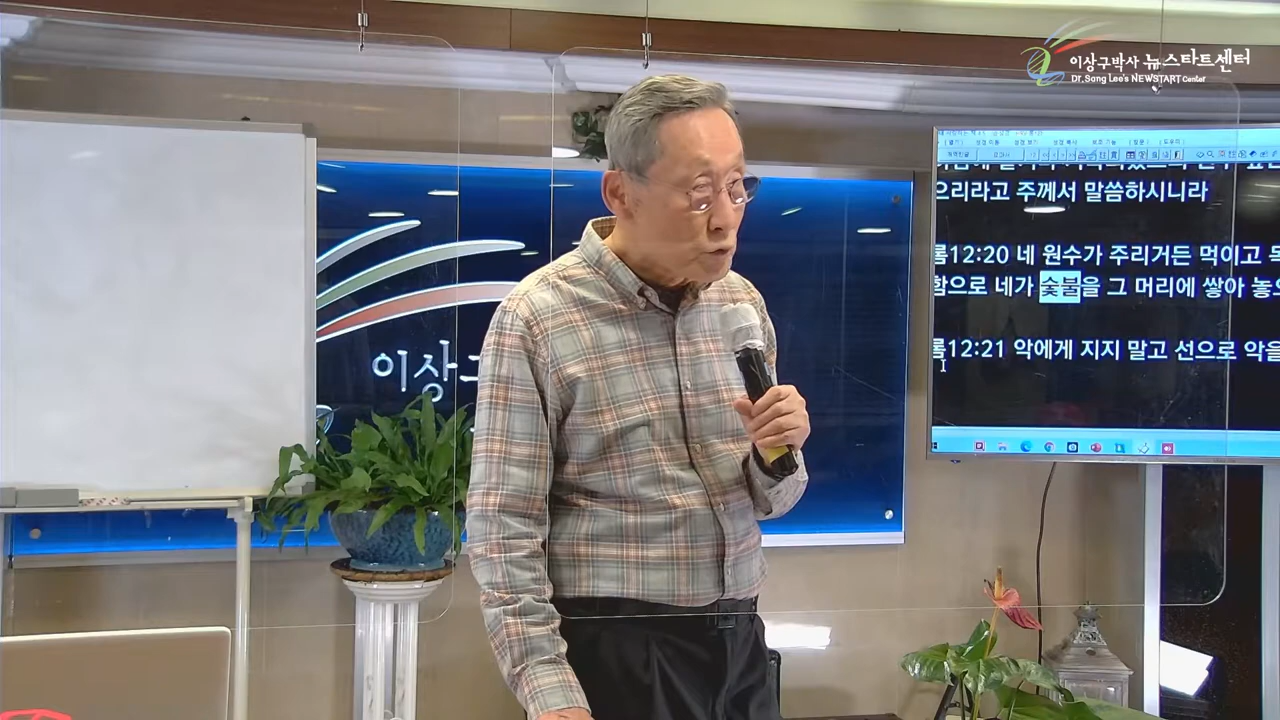 이상구박사 뉴스타트센터
Dr. Sang Lee's NEWSTART Center
으리라고 주께서 말씀하시니라
롬12:20 네 원수가 주리거든 먹이고
함으로 네가 숯불을 그 머리에 쌓아
롬12:21 악에게 지지 말고 선으로 악을
이상